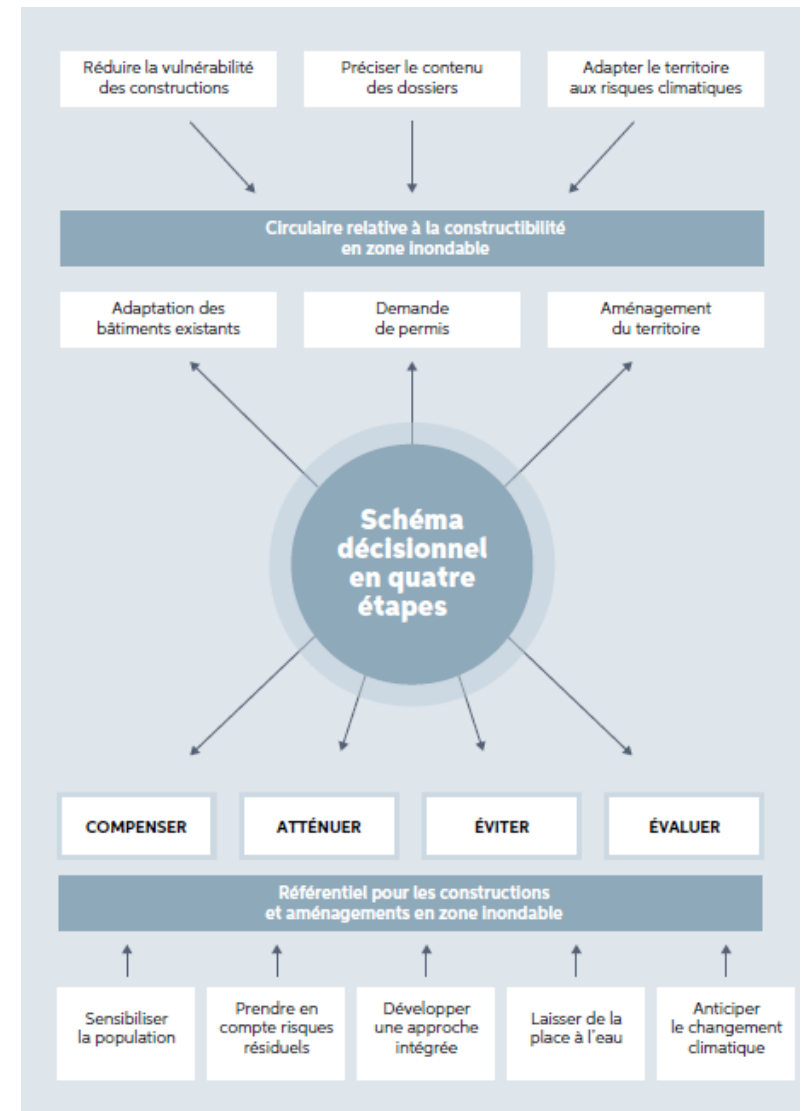 Réduire la vulnérabilité
des constructions
Préciser le contenu
des dossiers
Adapter le territoire
aux risques climatiques
Circulaire relative à la constructibilité
en zone inondable
Adaptation des
bâtiments existants
Demande
de permis
Aménagement
du territoire
Schéma
décisionnel
en quatre
étapes
COMPENSER
ATTÉNUER
ÉVITER
ÉVALUER
Référentiel pour les constructions
et aménagements en zone inondable
Sensibiliser
la population
Prendre en
compte risques
résiduels
Développer
une approche
intégrée
Laisser de la
place à l'eau
Anticiper
le changement
climatique